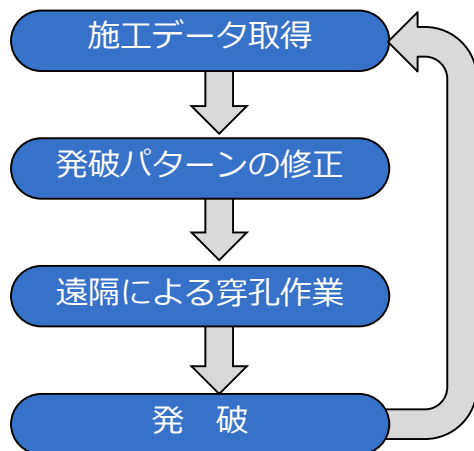 施工データ取得
発破パターンの修正
遠隔による穿孔作業
発　破